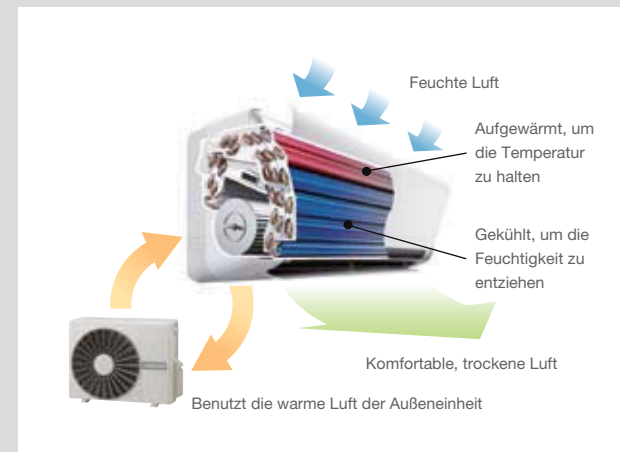 Feuchte Luft
Aufgewärmt, um
die Temperatur
zu halten
Gekühlt, um die
Feuchtigkeit zu
entziehen
Komfortable, trockene Luft
Benutzt die warme Luft der Außeneinheit